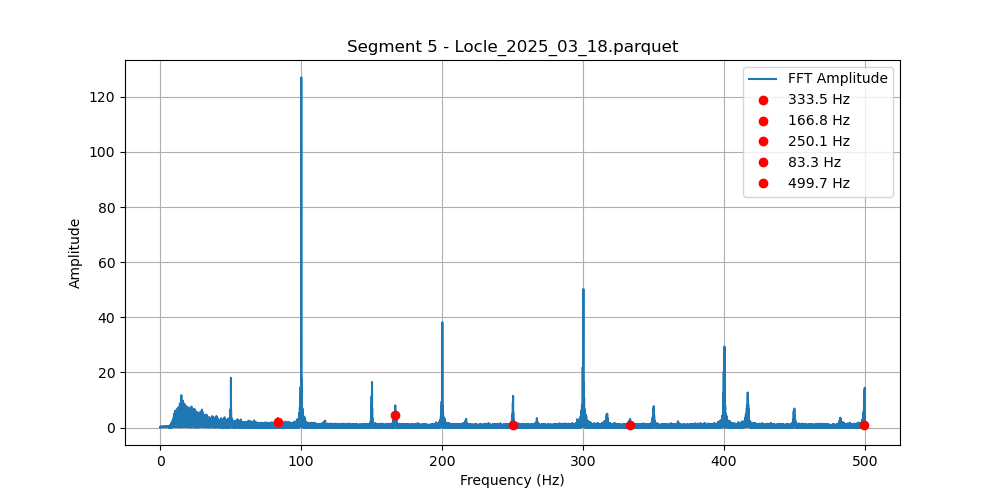 Segment 5 - Locle_2025_03_18.parquet
FFT Amplitude
333.5 Hz
166.8 Hz
250.1 Hz
83.3 Hz
499.7 Hz
Amplitude
120
100
80
60
40
20
0
0 100 200 300 400 500
Frequency (Hz)